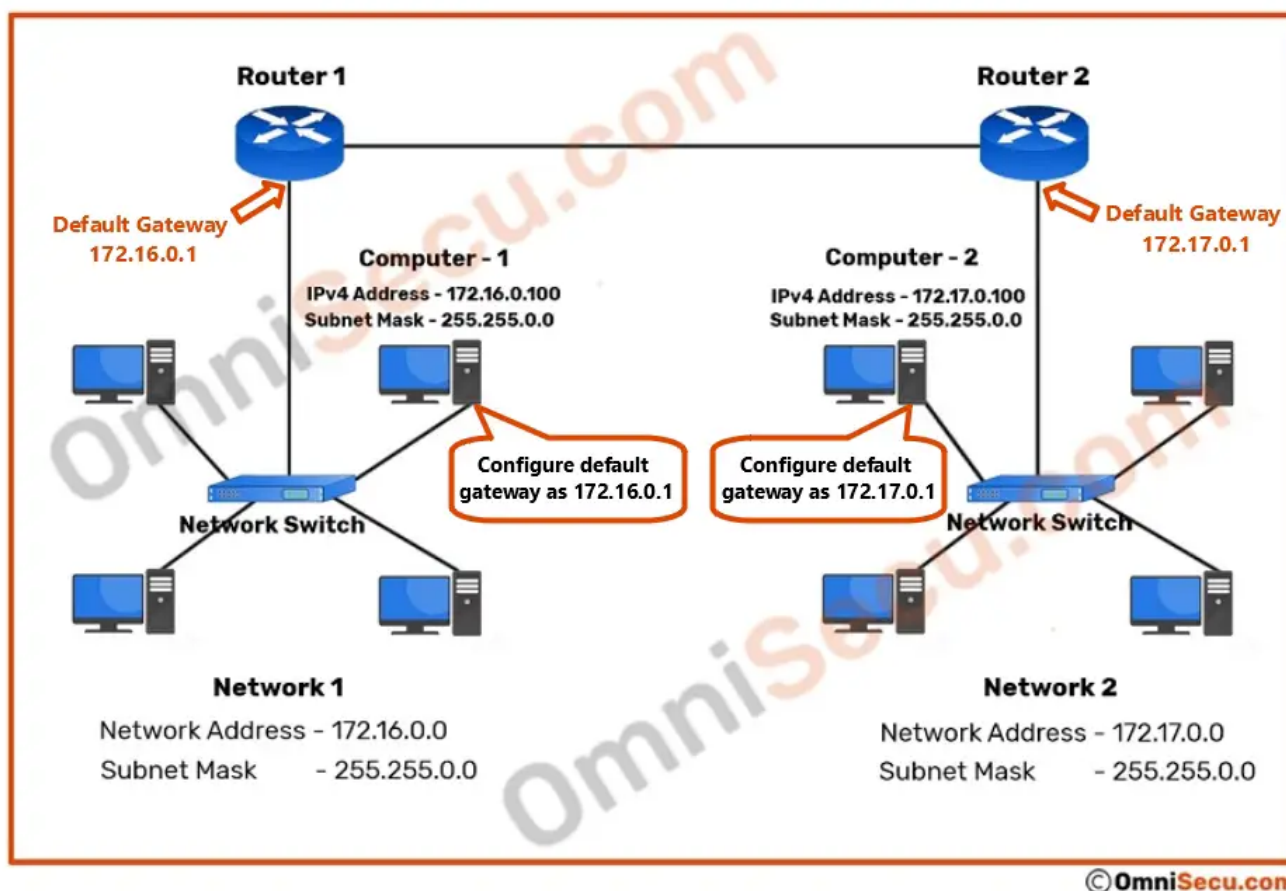 Router 1
Router 2
Default Gateway
172.16.0.1
Default Gateway
172.17.0.1
Computer - 1
IPv4 Address - 172.16.0.100
Subnet Mask - 255.255.0.0
Computer - 2
IPv4 Address - 172.17.0.100
Subnet Mask - 255.255.0.0
Configure default
gateway as 172.16.0.1
Configure default
gateway as 172.17.0.1
Network Switch
Network Switch
Network 1
Network Address - 172.16.0.0
Subnet Mask - 255.255.0.0
Network 2
Network Address - 172.17.0.0
Subnet Mask - 255.255.0.0
OmniSecu.com
OmniSecu.com
©OmniSecu.com